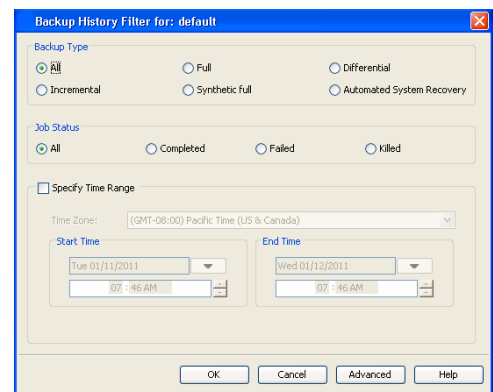 Backup History Filter for: default
Backup Type
All Full Differential
Incremental Synthetic full Automated System Recovery
Job Status
All Completed Failed Killed
Specify Time Range
Time Zone: (GMT-08:00) Pacific Time (US & Canada)
Start Time End Time
Tue 01/11/2011 Wed 01/12/2011
07 : 46 AM 07 : 46 AM
OK Cancel Advanced Help